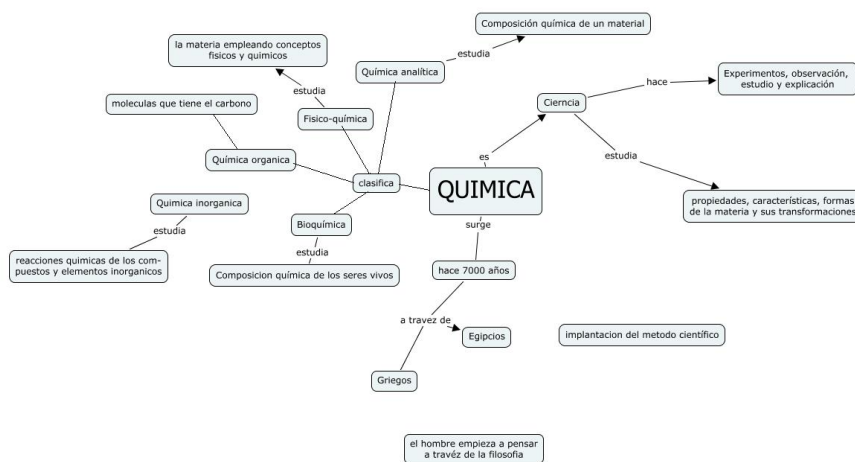 Composición química de un material
estudia
la materia empleando conceptos
fisicos y quimicos
Química analítica
estudia
Experimentos, observación,
estudio y explicación
hace
moleculas que tiene el carbono
Fisico-química
Cierncia
Química organica
es
estudia
clasifica
QUIMICA
Quimica inorganica
propiedades, características, formas
de la materia y sus transformaciones
Bioquímica
surge
estudia
estudia
reacciones quimicas de los com-
puestos y elementos inorganicos
Composicion química de los seres vivos
hace 7000 años
a travez de
Egipcios
implantacion del metodo científico
Griegos
el hombre empieza a pensar
a travéz de la filosofia